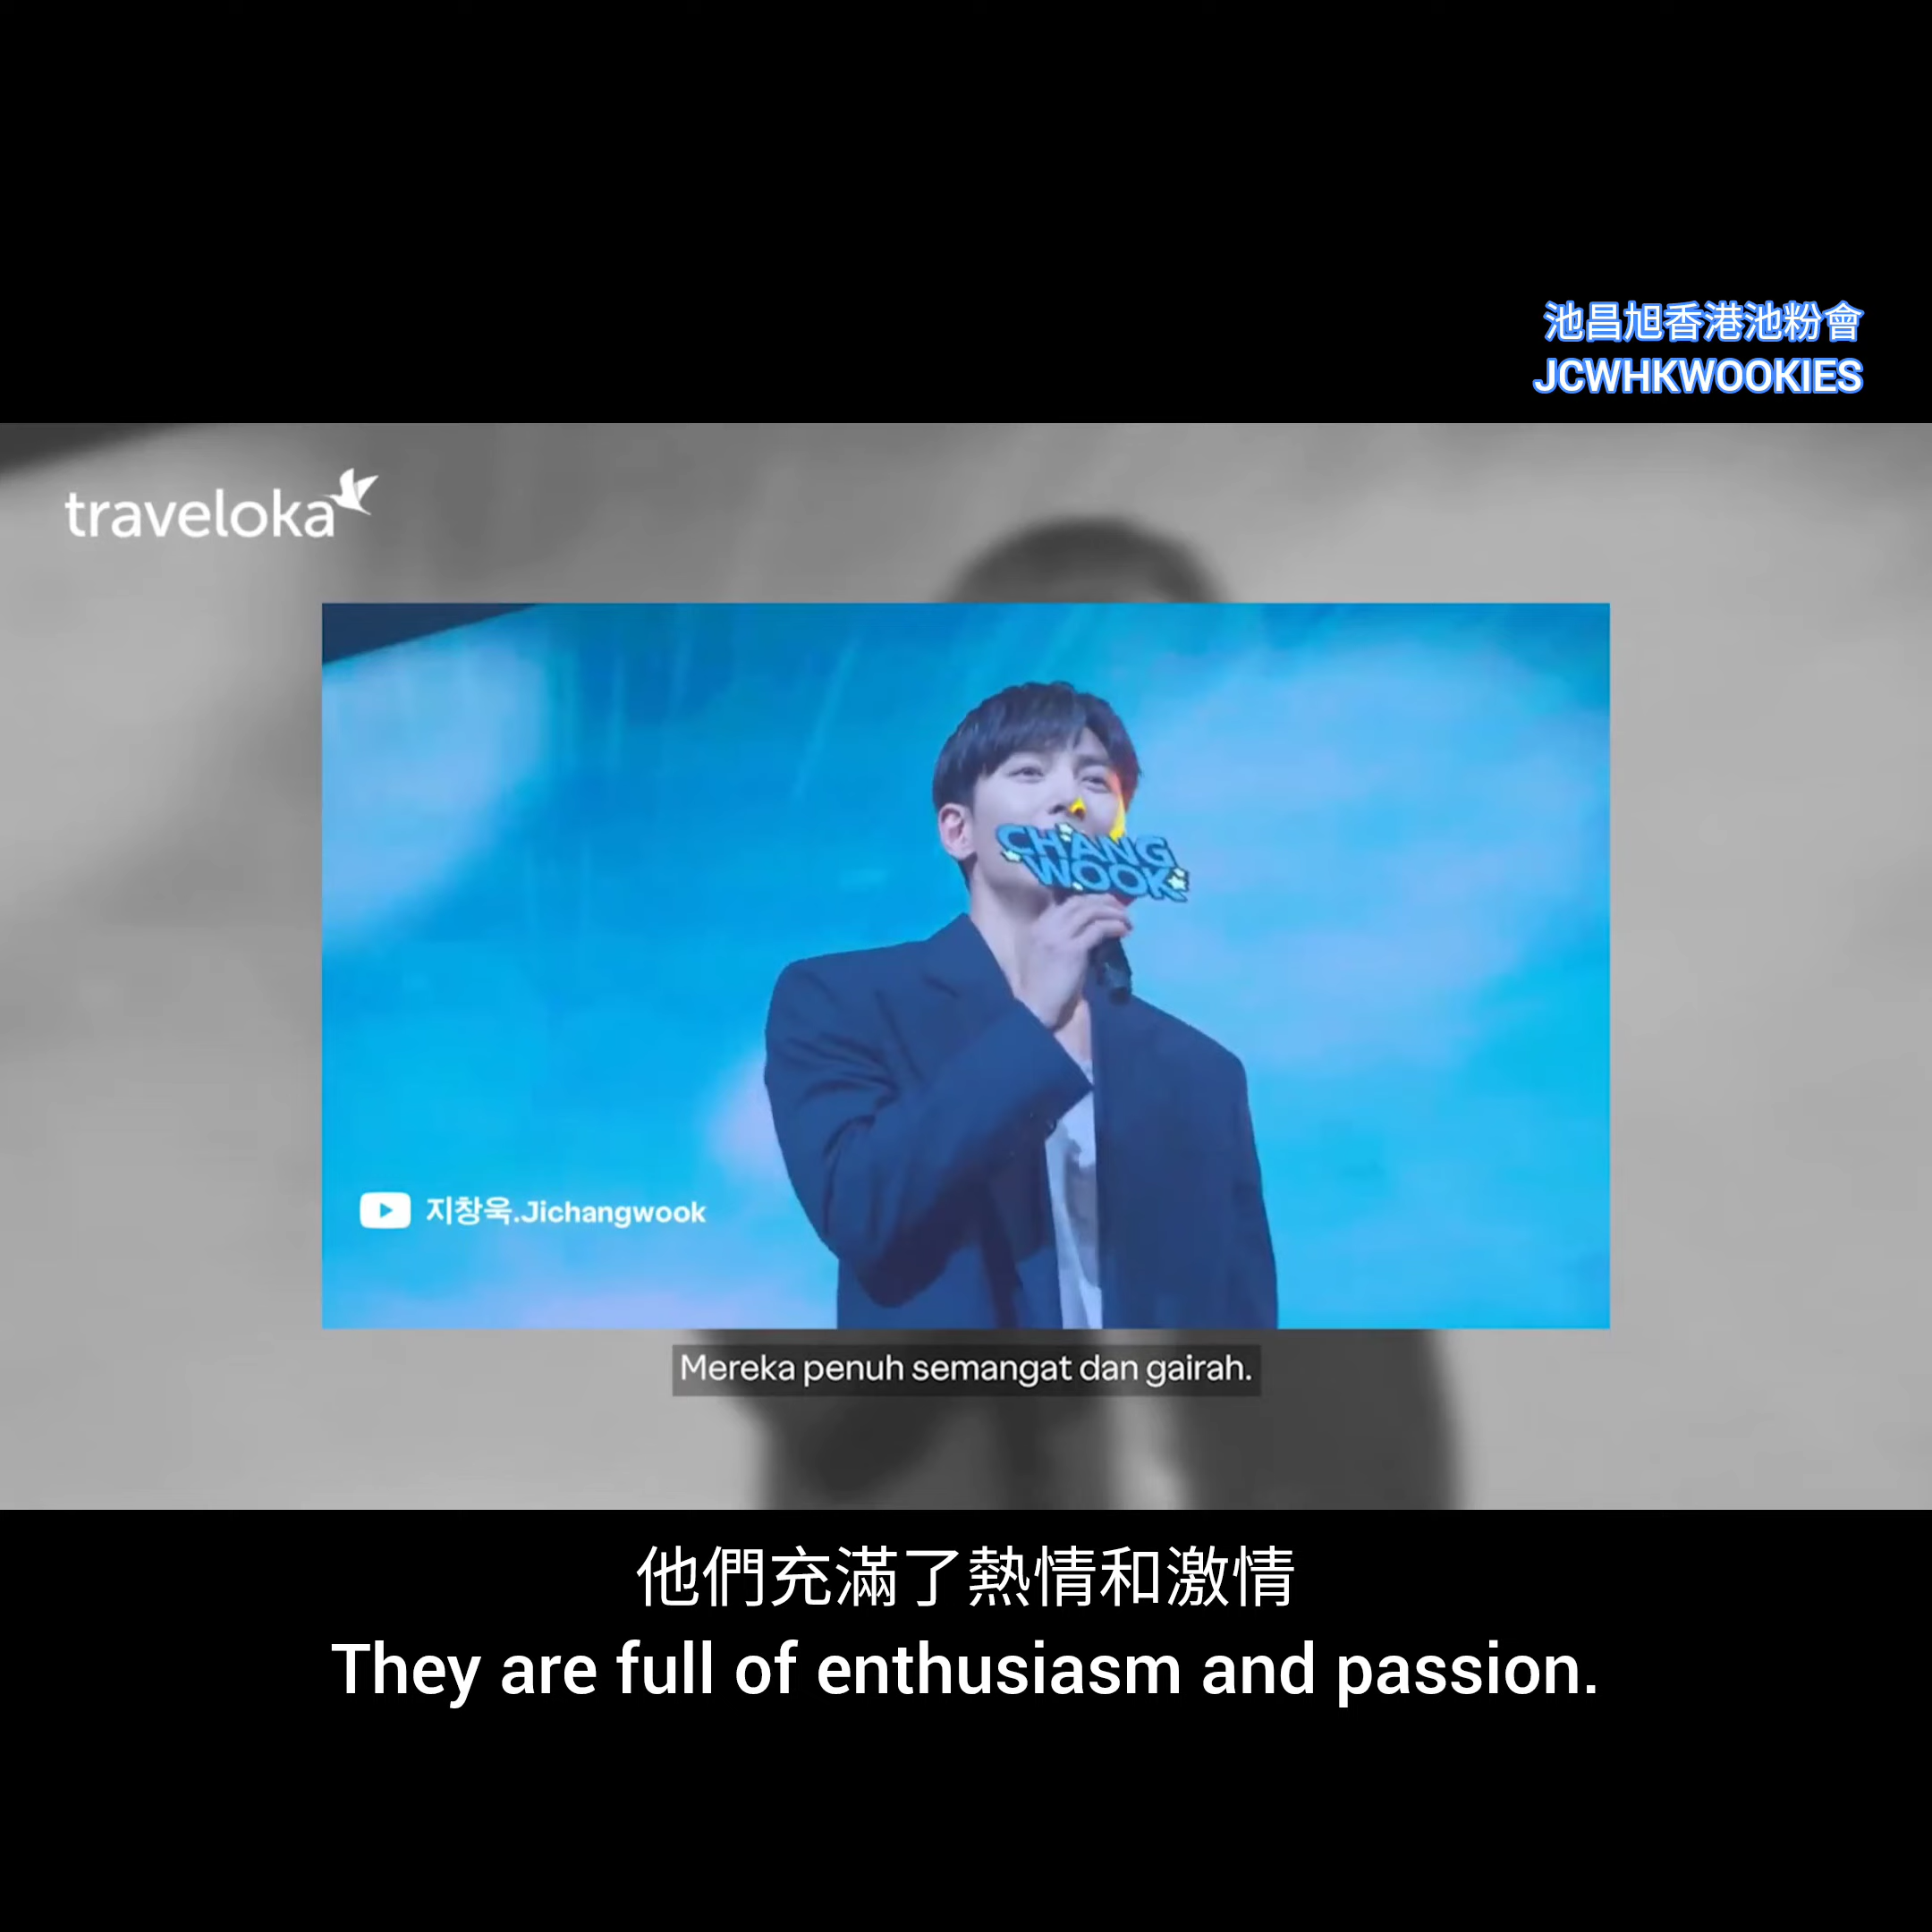 池昌旭香港池粉會
JCWHKWOOKIES
traveloka
CHANG
WOOK
지창욱.Jichangwook
Mereka penuh semangat dan gairah.
他們充滿了熱情和激情
They are full of enthusiasm and passion.